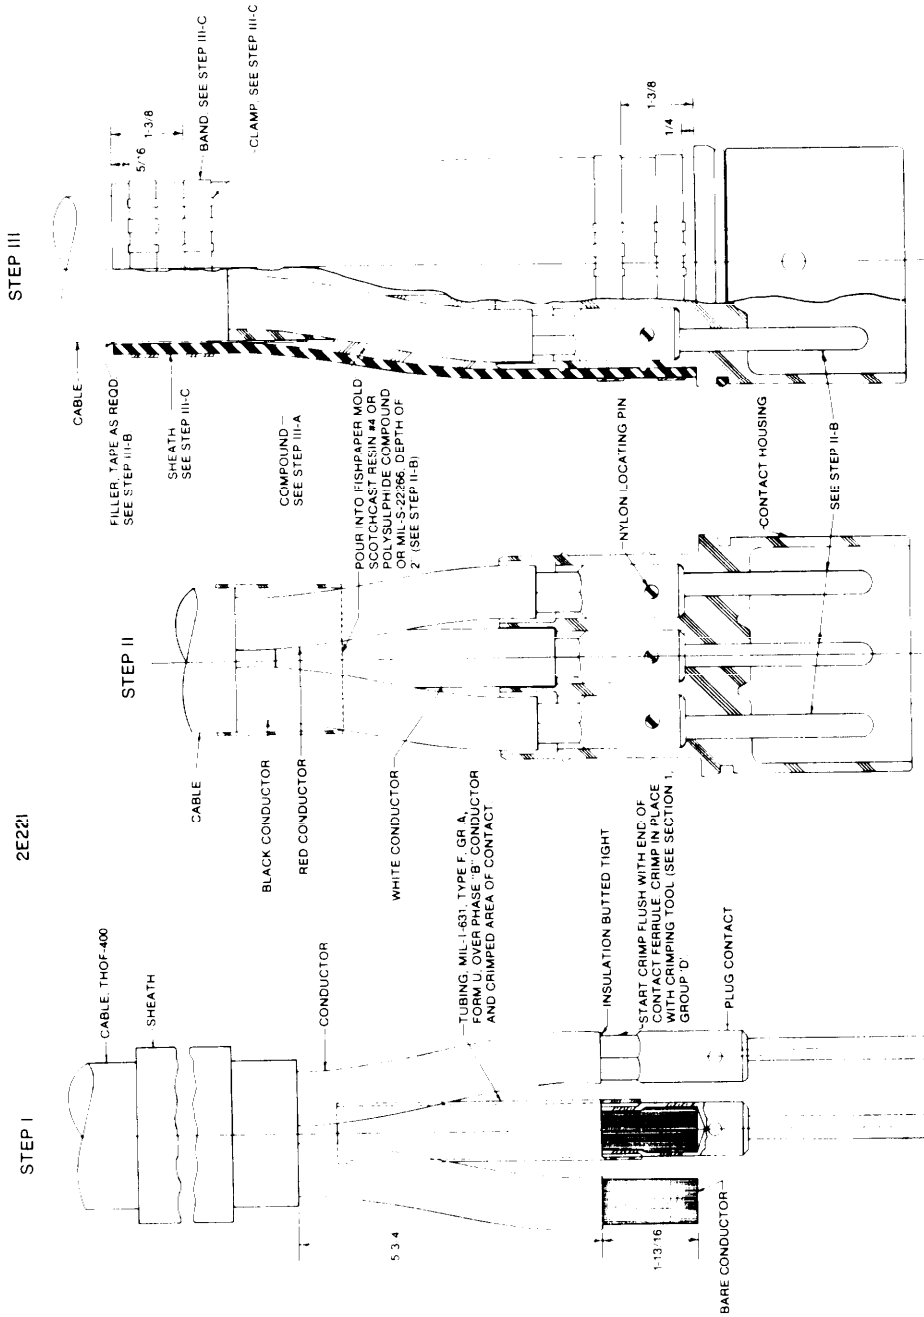 2E221
STEP I
CABLE, THOF-400
SHEATH
CONDUCTOR
TUBING, MIL-I-631, TYPE F, GR A,
FORM U, OVER PHASE "B" CONDUCTOR
AND CRIMPED AREA OF CONTACT
INSULATION BUTTED TIGHT
START CRIMP FLUSH WITH END OF
CONTACT FERRULE. CRIMP IN PLACE
WITH CRIMPING TOOL (SEE SECTION 1,
GROUP 'D'
PLUG CONTACT
5 3 4
1-13/16
BARE CONDUCTOR
STEP II
CABLE
BLACK CONDUCTOR
RED CONDUCTOR
WHITE CONDUCTOR
POUR INTO FISHPAPER MOLD
SCOTCHCAST RESIN #4 OR
POLYSULPHIDE COMPOUND
OR MIL-S-22266, DEPTH OF
2" (SEE STEP II-B)
NYLON LOCATING PIN
CONTACT HOUSING
SEE STEP II-B
STEP III
CABLE
FILLER, TAPE AS REQD
SEE STEP III-B
SHEATH
SEE STEP III-C
COMPOUND
SEE STEP III-A
5/16
1-3/8
BAND, SEE STEP III-C
CLAMP, SEE STEP III-C
1-3/8
1/4